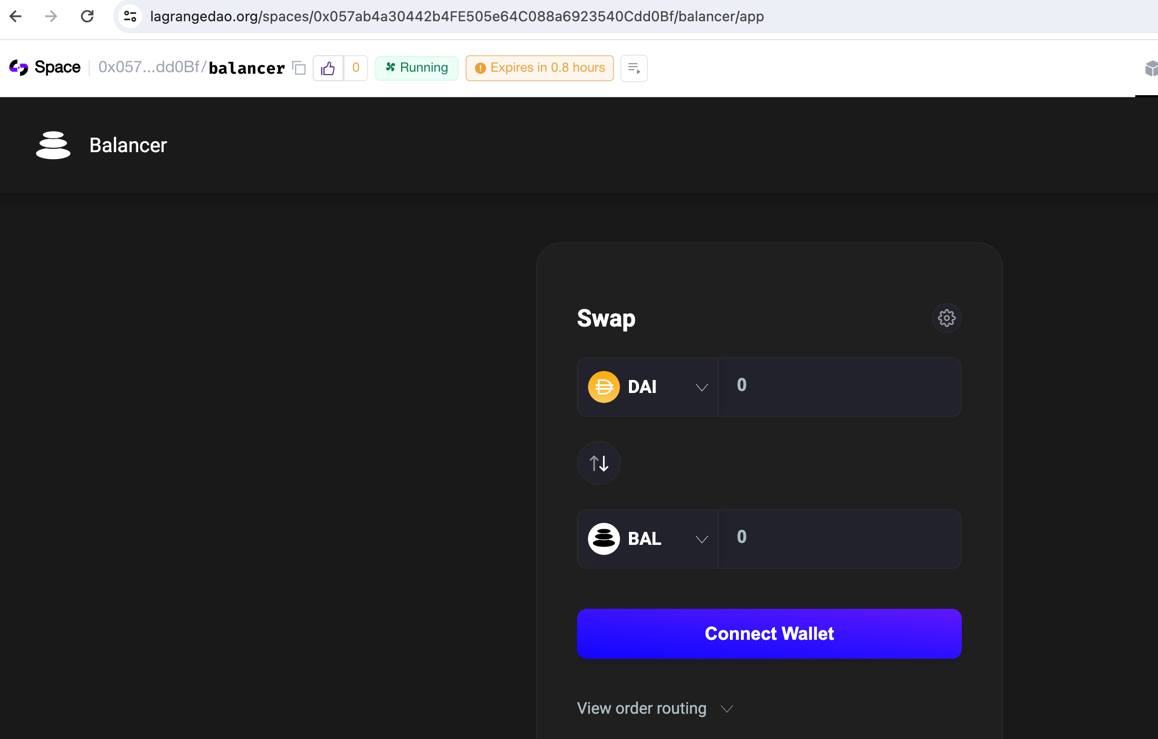 lagrangedao.org/spaces/0x057ab4a30442b4FE505e64C088a6923540Cdd0Bf/balancer/app
Space 0x057...dd0Bf/balancer 0 Running Expires in 0.8 hours
Balancer
Swap
DAI 0
BAL 0
Connect Wallet
View order routing